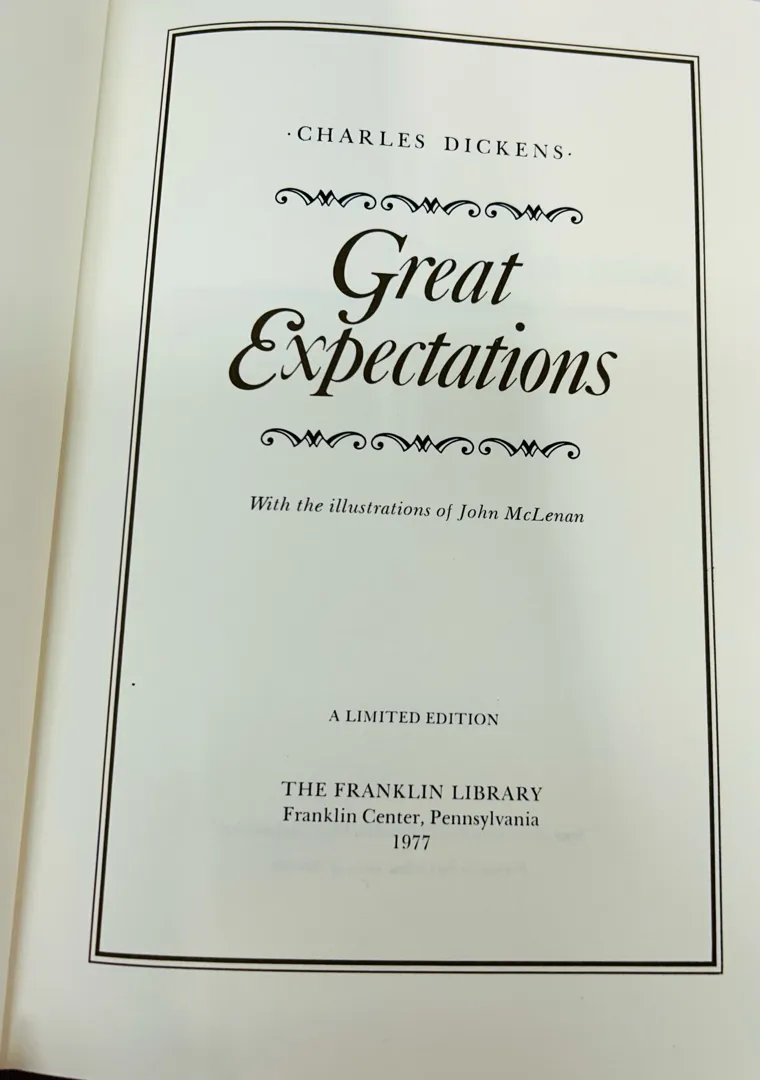 ·CHARLES DICKENS·
Great
Expectations
With the illustrations of John McLenan
A LIMITED EDITION
THE FRANKLIN LIBRARY
Franklin Center, Pennsylvania
1977